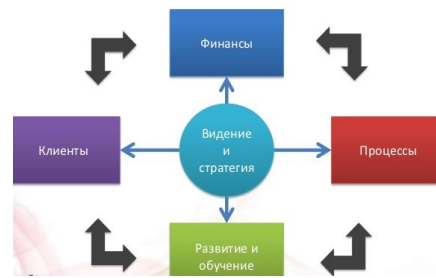 Финансы
Клиенты
Видение
и
стратегия
Процессы
Развитие и
обучение